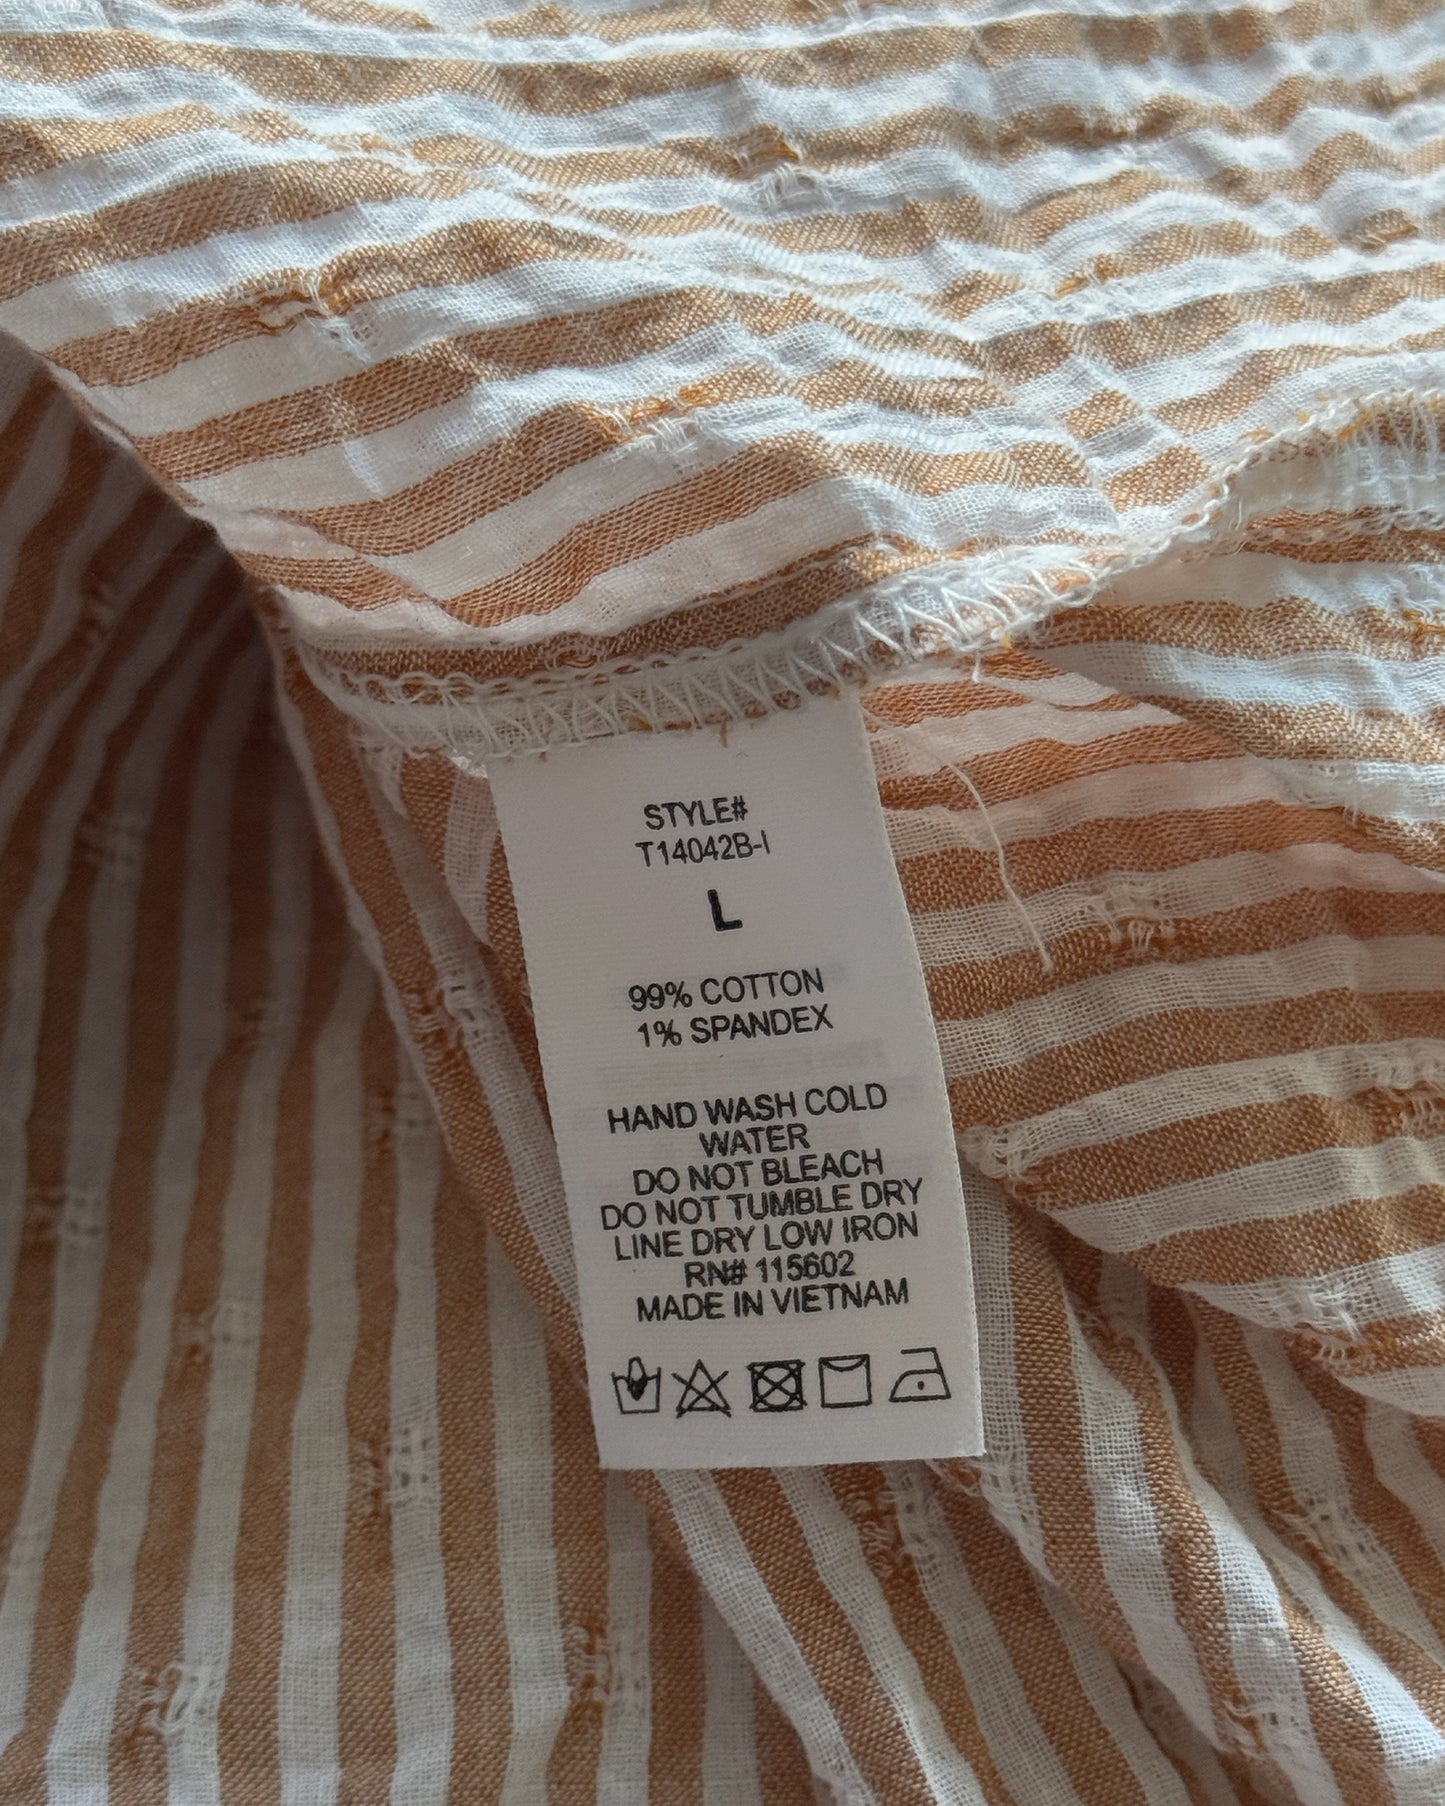 STYLE#
T14042B-I
L
99% COTTON
1% SPANDEX
HAND WASH COLD
WATER
DO NOT BLEACH
DO NOT TUMBLE DRY
LINE DRY LOW IRON
RN# 115602
MADE IN VIETNAM